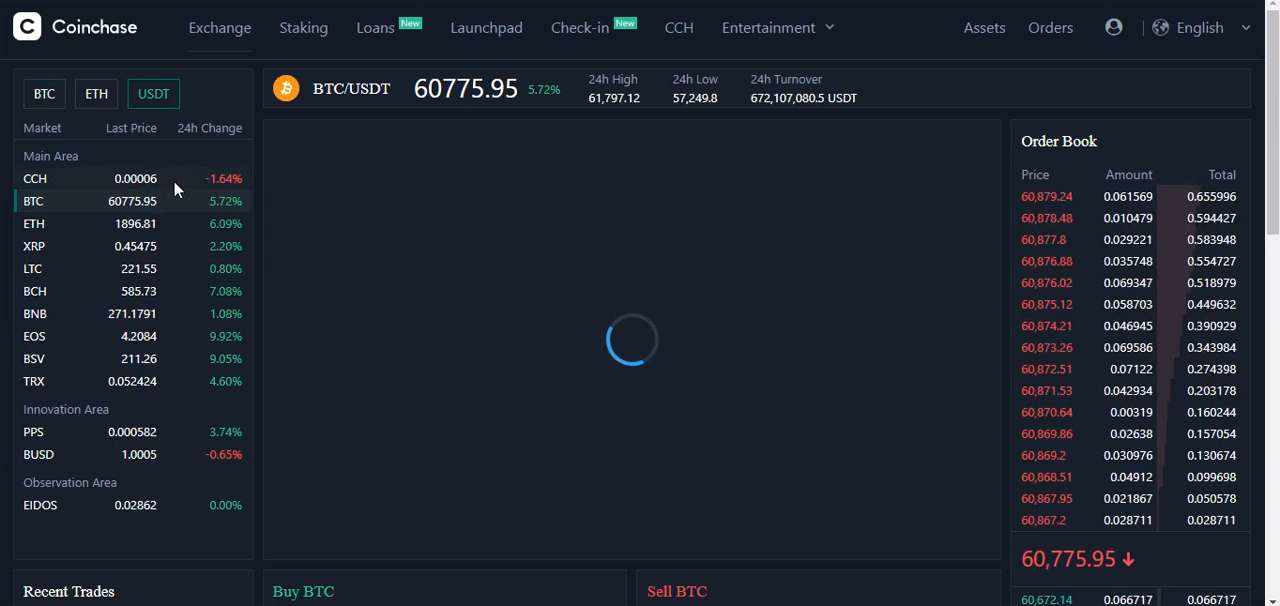 Coinchase Exchange Staking Loans New Launchpad Check-in New CCH Entertainment Assets Orders English
BTC ETH USDT
Market Last Price 24h Change
Main Area
CCH 0.00006 -1.64%
BTC 60775.95 5.72%
ETH 1896.81 6.09%
XRP 0.45475 2.20%
LTC 221.55 0.80%
BCH 585.73 7.08%
BNB 271.1791 1.08%
EOS 4.2084 9.92%
BSV 211.26 9.05%
TRX 0.052424 4.60%
Innovation Area
PPS 0.000582 3.74%
BUSD 1.0005 -0.65%
Observation Area
EIDOS 0.02862 0.00%
Recent Trades
BTC/USDT 60775.95 5.72%
24h High 24h Low 24h Turnover
61,797.12 57,249.8 672,107,080.5 USDT
Buy BTC
Sell BTC
Order Book
Price Amount Total
60,879.24 0.061569 0.655996
60,878.48 0.010479 0.594427
60,877.8 0.029221 0.583948
60,876.88 0.035748 0.554727
60,876.02 0.069347 0.518979
60,875.12 0.058703 0.449632
60,874.21 0.046945 0.390929
60,873.26 0.069586 0.343984
60,872.51 0.07122 0.274398
60,871.53 0.042934 0.203178
60,870.64 0.00319 0.160244
60,869.86 0.02638 0.157054
60,869.2 0.030976 0.130674
60,868.51 0.04912 0.099698
60,867.95 0.021867 0.050578
60,867.2 0.028711 0.028711
60,775.95 ↓
60,672.14 0.066717 0.066717